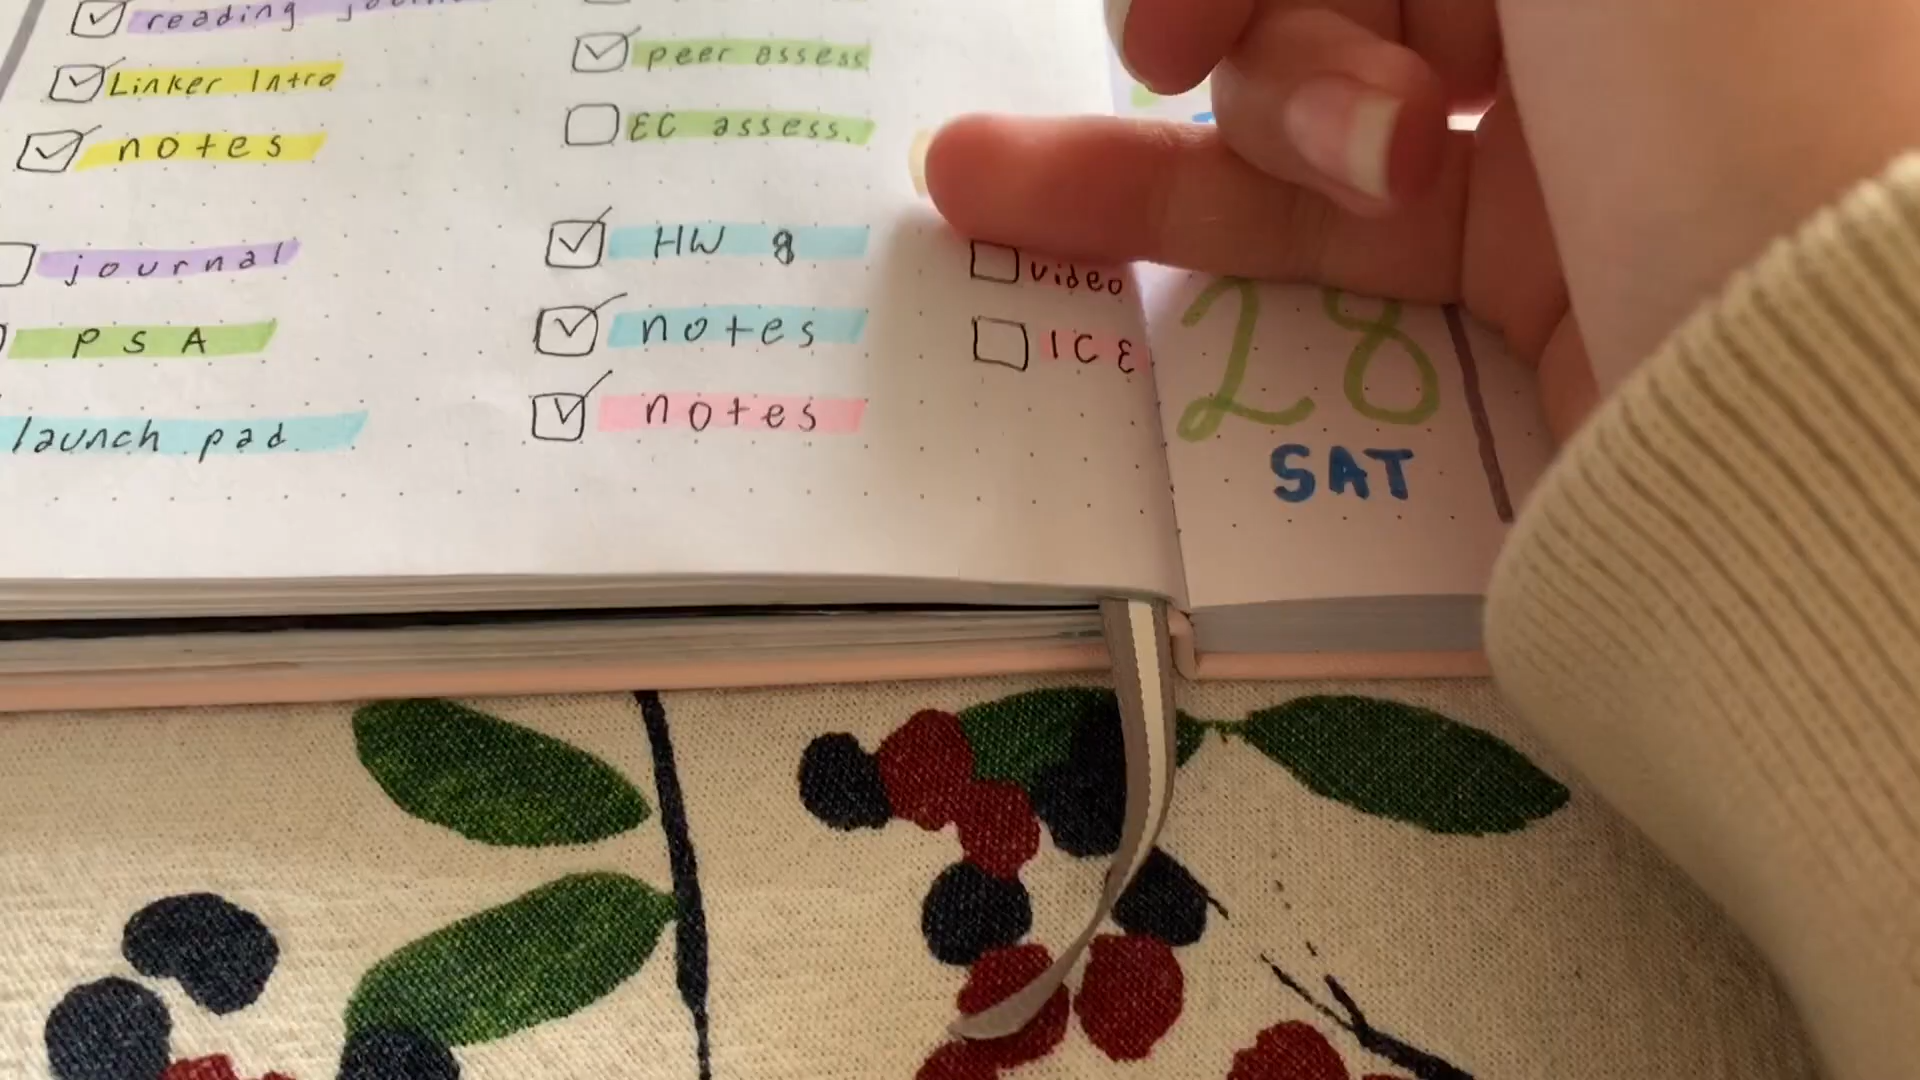 reading
Linker Intro
notes
journal
PSA
launch pad
peer assess
EC assess.
HW 8
notes
notes
video
ICE
28
SAT